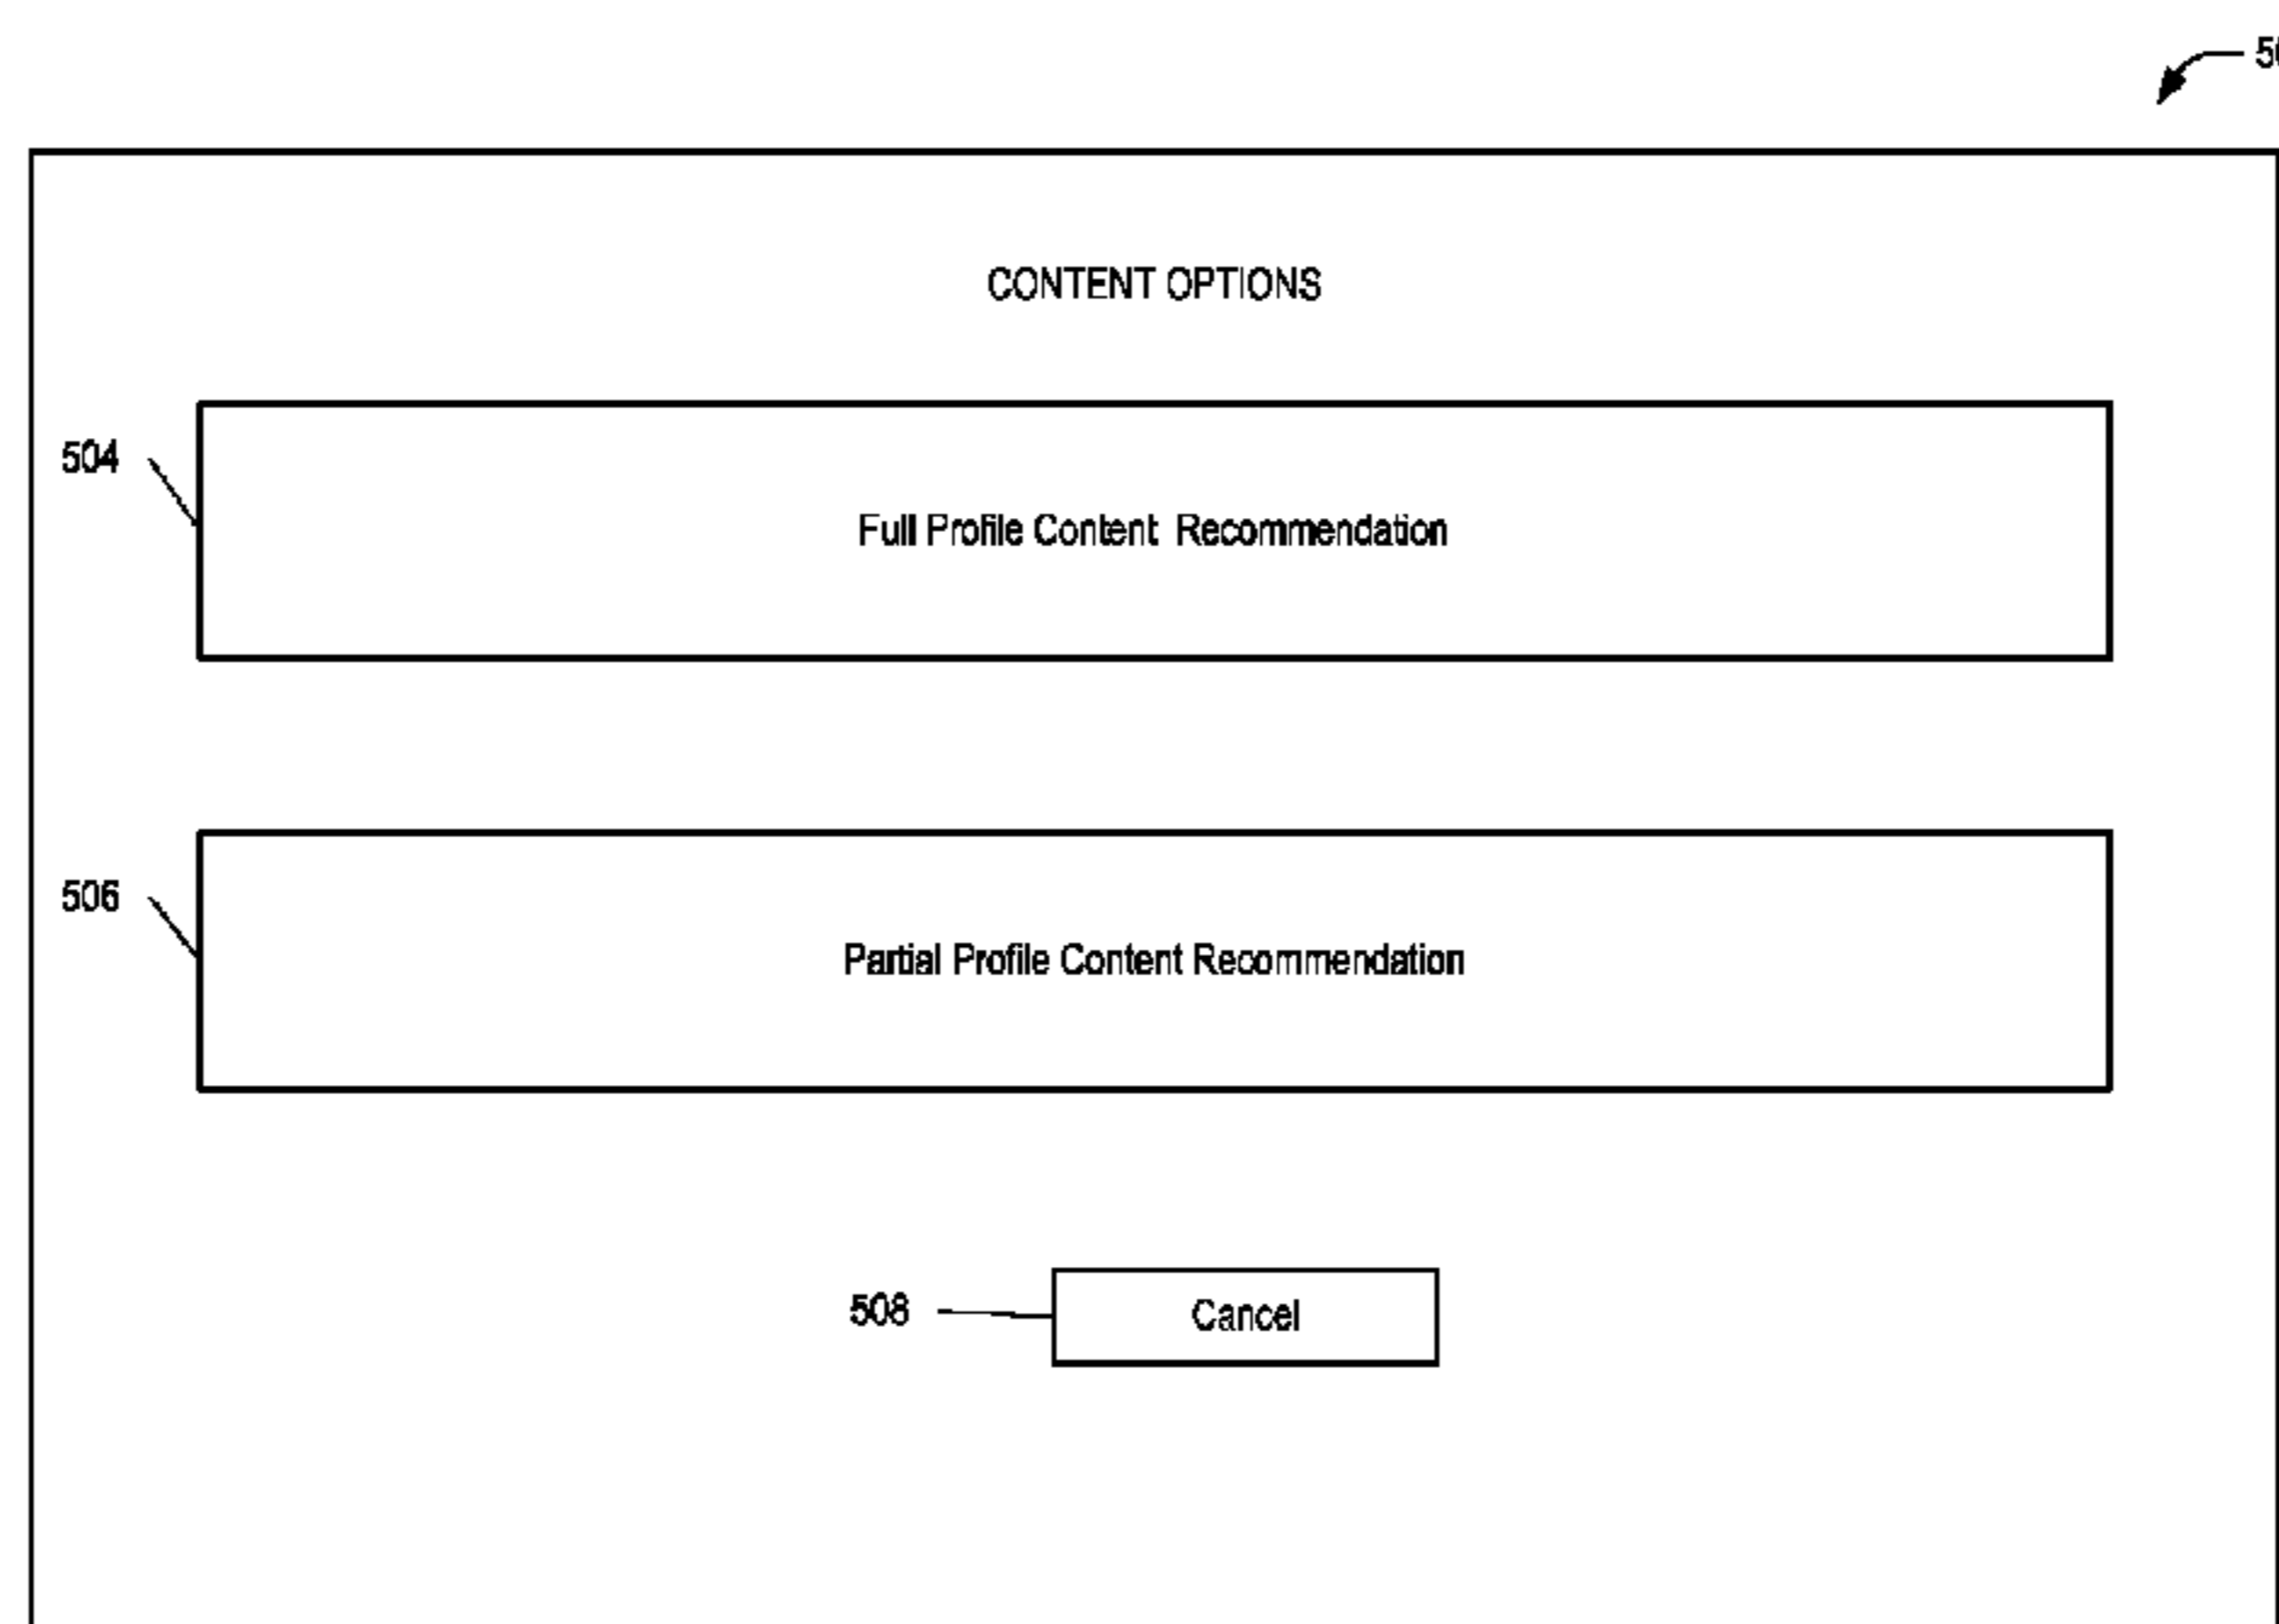 CONTENT OPTIONS
504
Full Profile Content Recommendation
506
Partial Profile Content Recommendation
508
Cancel